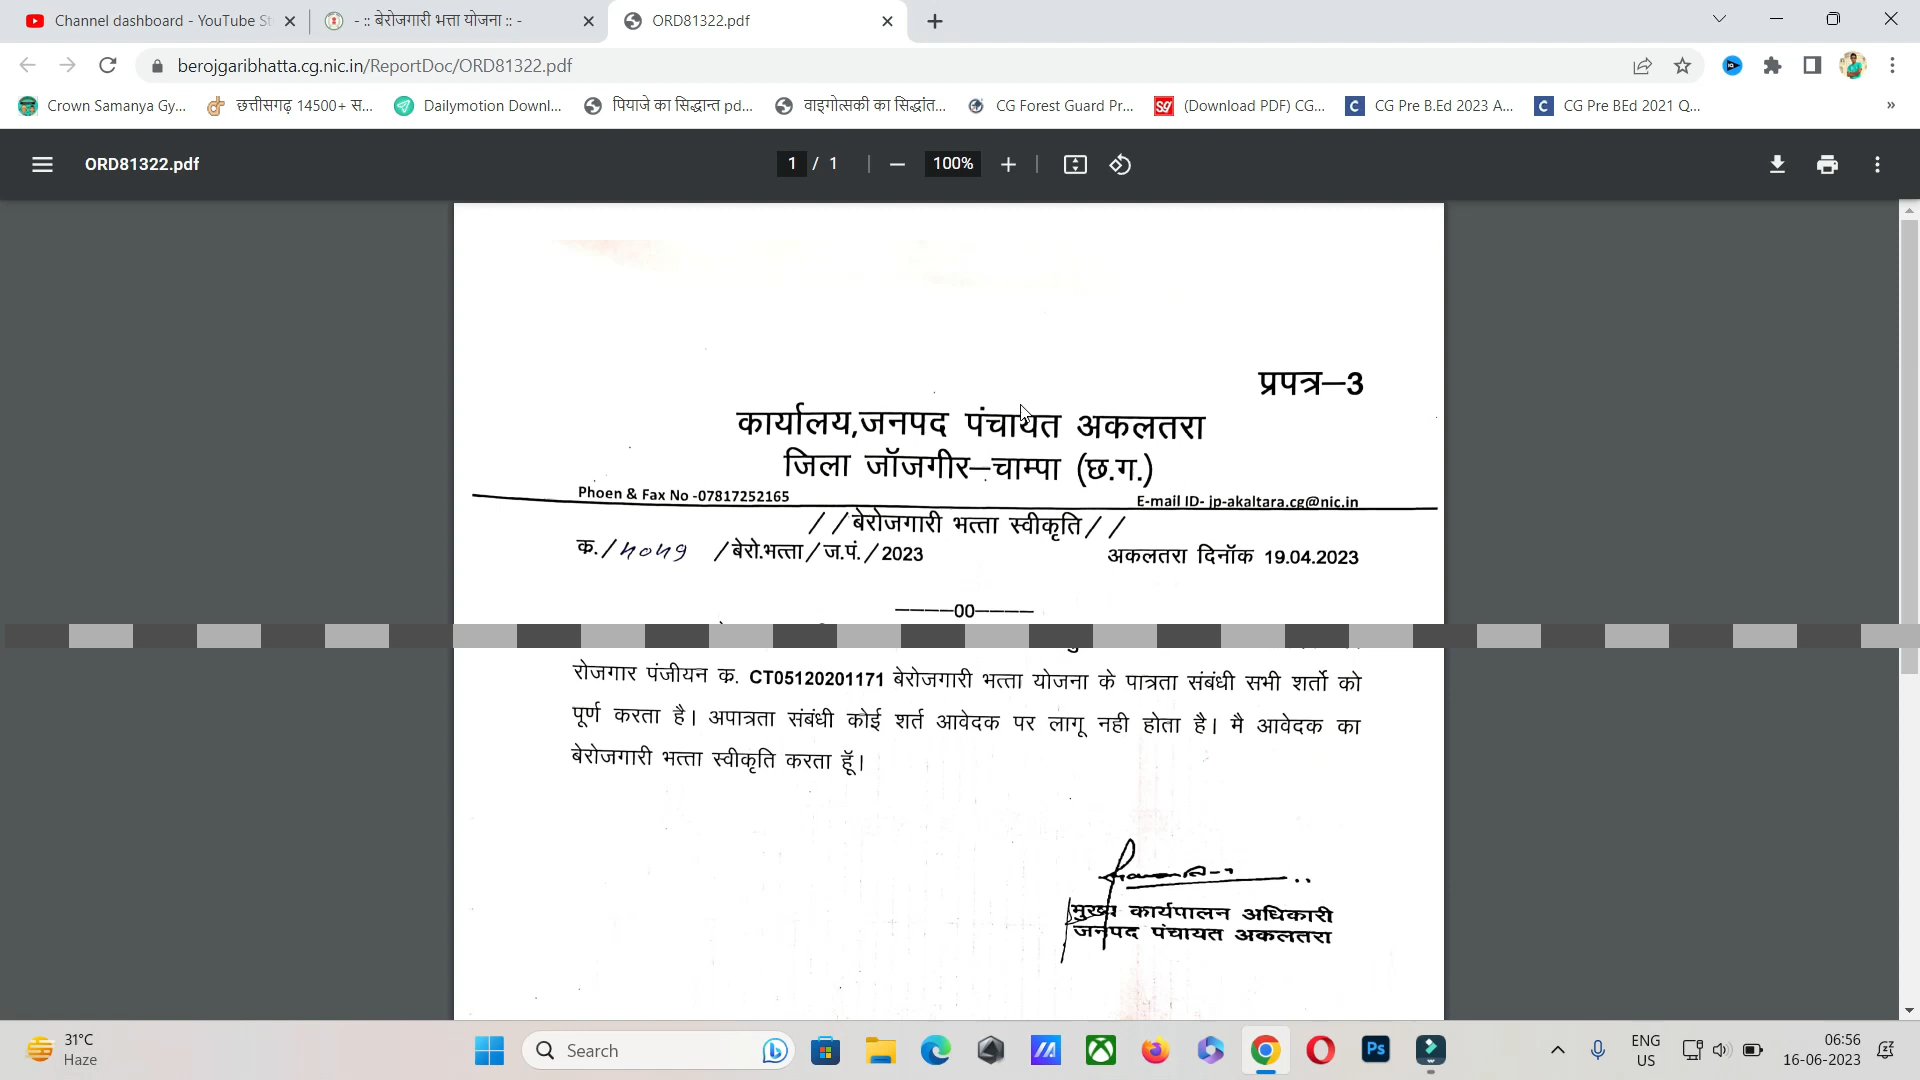 Channel dashboard - YouTube St
- :: बेरोजगारी भत्ता योजना :: -
ORD81322.pdf
berojgaribhatta.cg.nic.in/ReportDoc/ORD81322.pdf
Crown Samanya Gy...
छत्तीसगढ़ 14500+ स...
Dailymotion Downl...
पियाजे का सिद्धान्त pd...
वाइगोत्सकी का सिद्धांत...
CG Forest Guard Pr...
(Download PDF) CG...
CG Pre B.Ed 2023 A...
CG Pre BEd 2021 Q...
»
ORD81322.pdf
1 / 1
100%
प्रपत्र—3
कार्यालय,जनपद पंचायत अकलतरा
जिला जॉजगीर—चाम्पा (छ.ग.)
Phoen & Fax No -07817252165
E-mail ID- jp-akaltara.cg@nic.in
//बेरोजगारी भत्ता स्वीकृति//
क./ /बेरो.भत्ता/ज.पं./2023
अकलतरा दिनॉक 19.04.2023
————00————
रोजगार पंजीयन क. CT05120201171 बेरोजगारी भत्ता योजना के पात्रता संबंधी सभी शर्तो को
पूर्ण करता है। अपात्रता संबंधी कोई शर्त आवेदक पर लागू नही होता है। मै आवेदक का
बेरोजगारी भत्ता स्वीकृति करता हूॅं।
मुख्य कार्यपालन अधिकारी
जनपद पंचायत अकलतरा
31°C
Haze
Search
Ps
ENG
US
06:56
16-06-2023